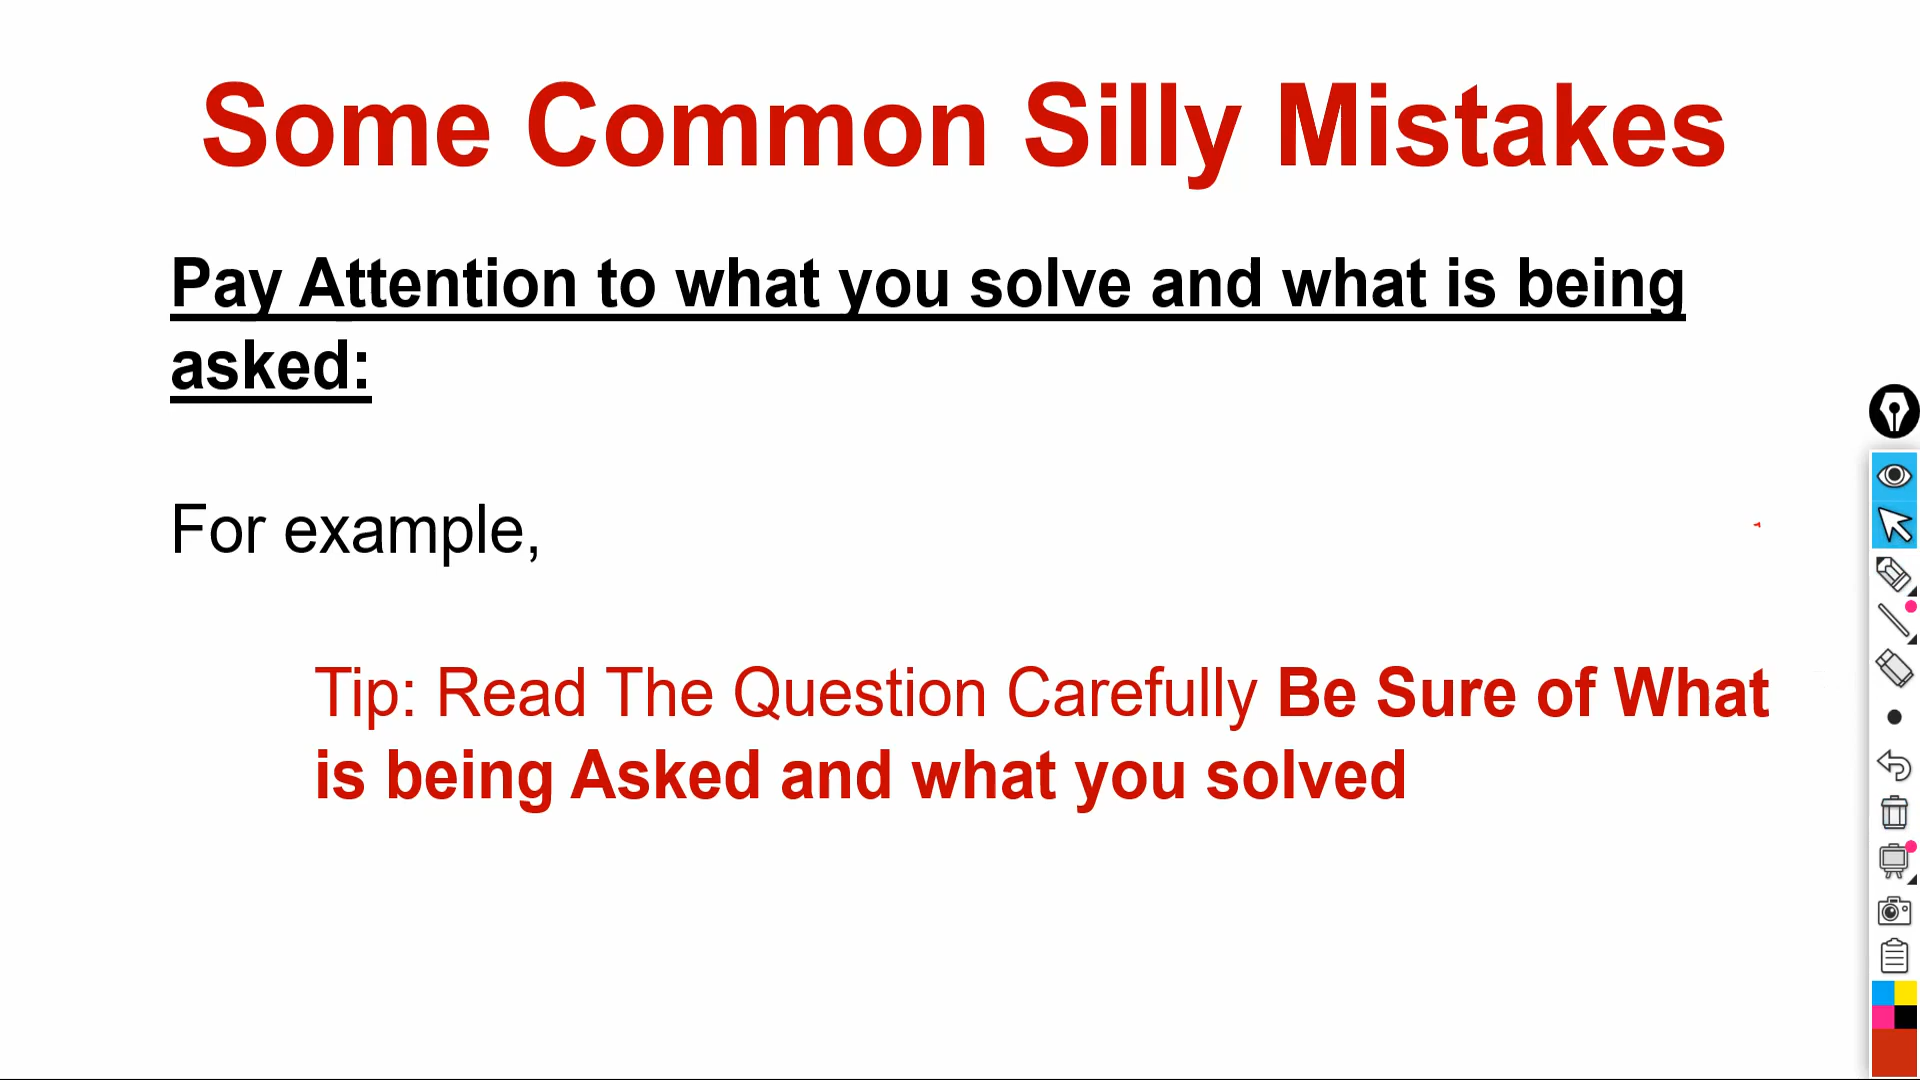 Some Common Silly Mistakes
Pay Attention to what you solve and what is being
asked:
For example,
Tip: Read The Question Carefully Be Sure of What
is being Asked and what you solved